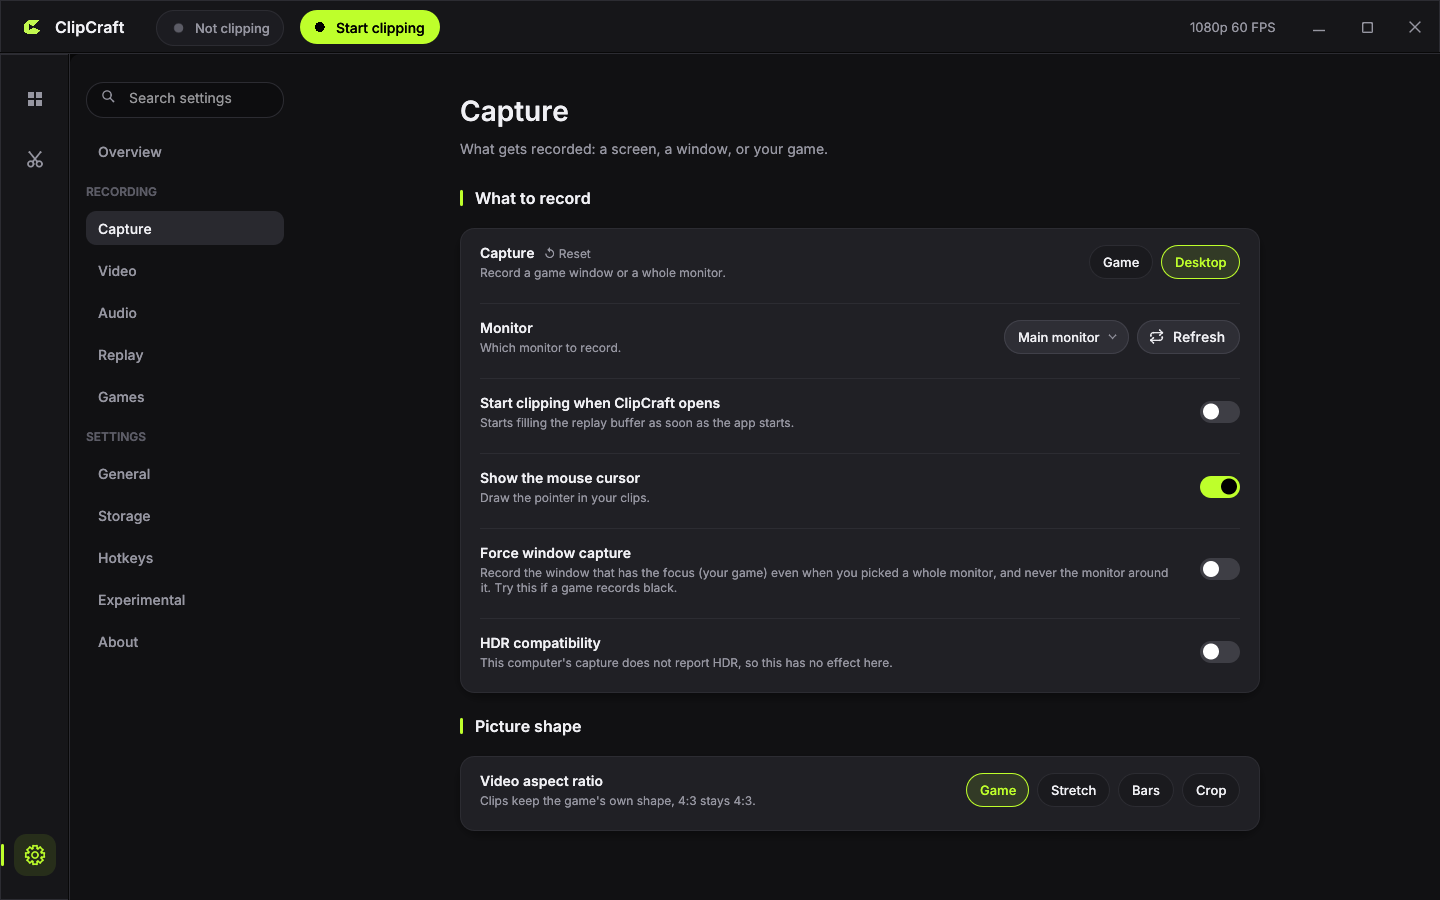 ClipCraft
Not clipping
Start clipping
1080p 60 FPS
Search settings
Overview
RECORDING
Capture
Video
Audio
Replay
Games
SETTINGS
General
Storage
Hotkeys
Experimental
About
Capture
What gets recorded: a screen, a window, or your game.
What to record
Capture Reset
Record a game window or a whole monitor.
Game Desktop
Monitor
Which monitor to record.
Main monitor Refresh
Start clipping when ClipCraft opens
Starts filling the replay buffer as soon as the app starts.
Show the mouse cursor
Draw the pointer in your clips.
Force window capture
Record the window that has the focus (your game) even when you picked a whole monitor, and never the monitor around
it. Try this if a game records black.
HDR compatibility
This computer's capture does not report HDR, so this has no effect here.
Picture shape
Video aspect ratio
Clips keep the game's own shape, 4:3 stays 4:3.
Game Stretch Bars Crop